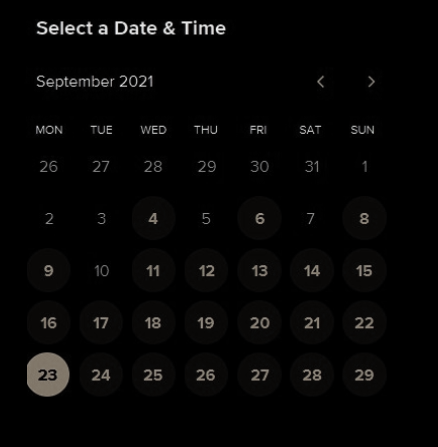 Select a Date & Time
September 2021
MON TUE WED THU FRI SAT SUN
26 27 28 29 30 31 1
2 3 4 5 6 7 8
9 10 11 12 13 14 15
16 17 18 19 20 21 22
23 24 25 26 27 28 29